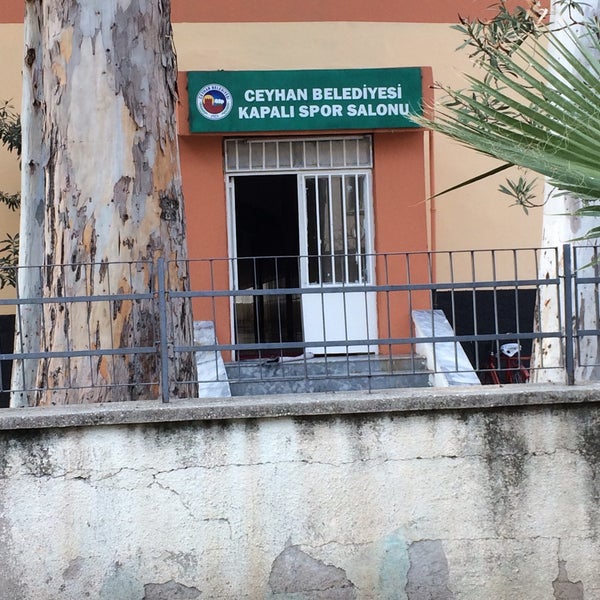 CEYHAN BELEDİYESİ
KAPALI SPOR SALONU